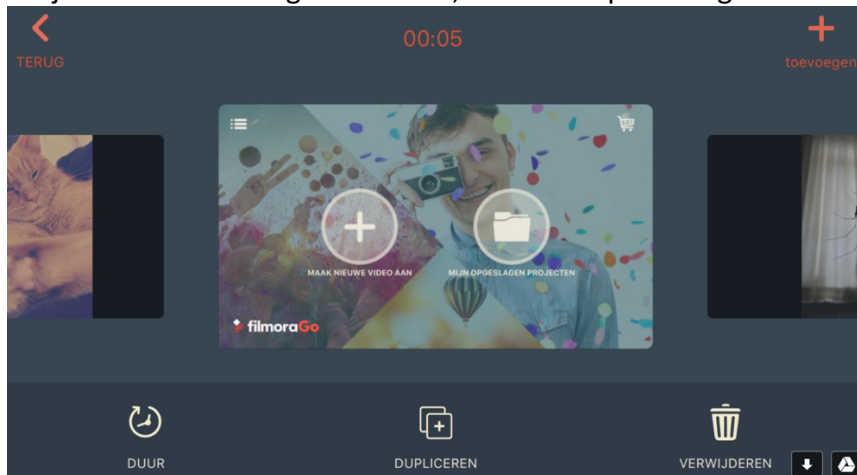 TERUG
00:05
toevoegen
MAAK NIEUWE VIDEO AAN
MIJN OPGESLAGEN PROJECTEN
filmoraGo
DUUR
DUPLICEREN
VERWIJDEREN